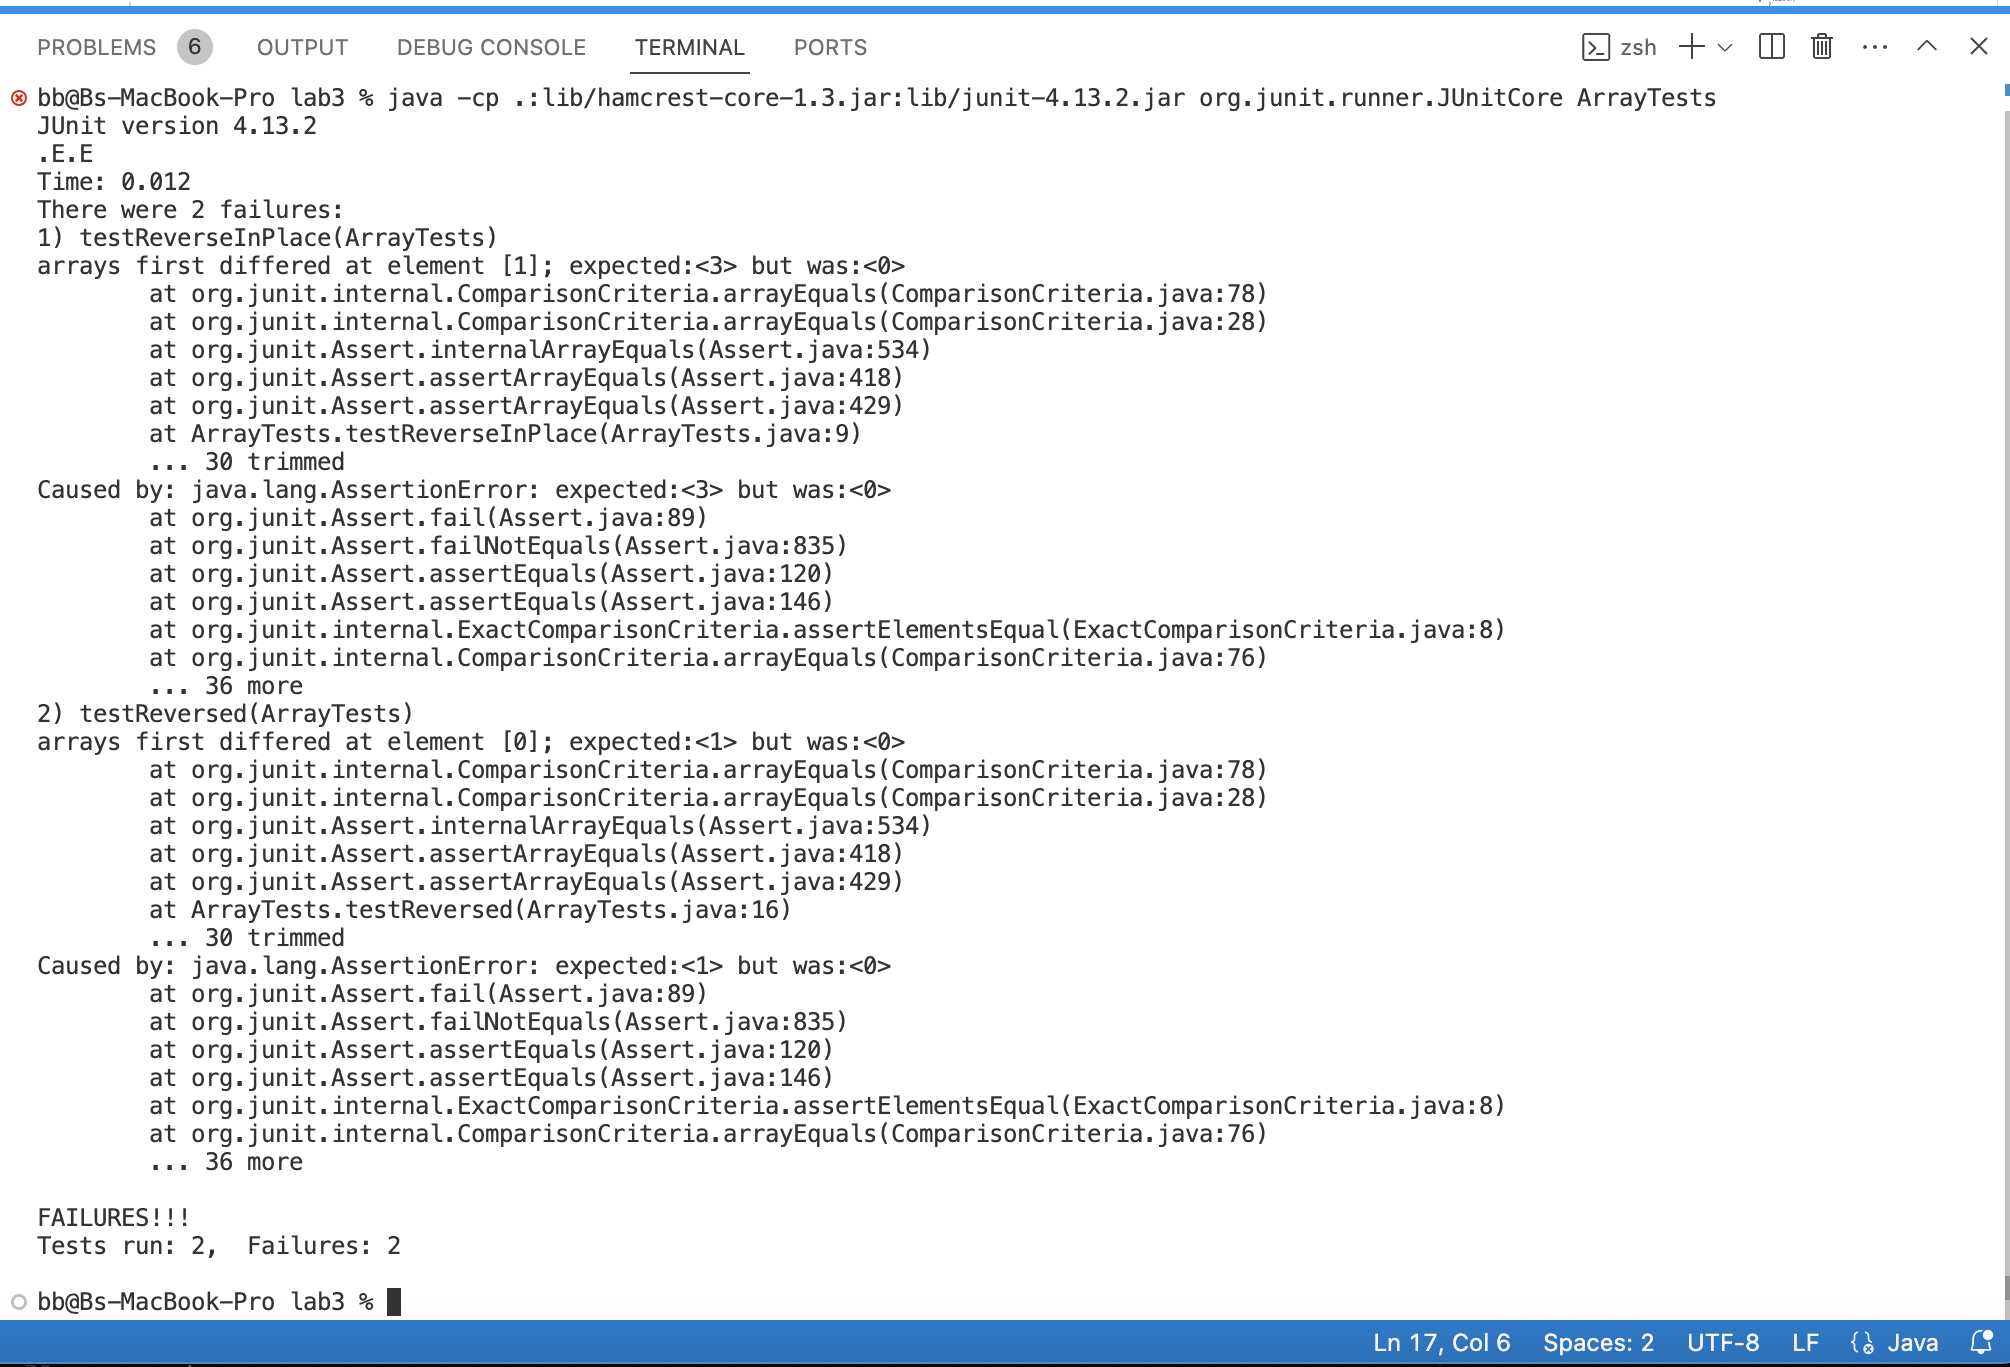 PROBLEMS 6 OUTPUT DEBUG CONSOLE TERMINAL PORTS zsh
bb@Bs-MacBook-Pro lab3 % java -cp .:lib/hamcrest-core-1.3.jar:lib/junit-4.13.2.jar org.junit.runner.JUnitCore ArrayTests
JUnit version 4.13.2
.E.E
Time: 0.012
There were 2 failures:
1) testReverseInPlace(ArrayTests)
arrays first differed at element [1]; expected:<3> but was:<0>
        at org.junit.internal.ComparisonCriteria.arrayEquals(ComparisonCriteria.java:78)
        at org.junit.internal.ComparisonCriteria.arrayEquals(ComparisonCriteria.java:28)
        at org.junit.Assert.internalArrayEquals(Assert.java:534)
        at org.junit.Assert.assertArrayEquals(Assert.java:418)
        at org.junit.Assert.assertArrayEquals(Assert.java:429)
        at ArrayTests.testReverseInPlace(ArrayTests.java:9)
        ... 30 trimmed
Caused by: java.lang.AssertionError: expected:<3> but was:<0>
        at org.junit.Assert.fail(Assert.java:89)
        at org.junit.Assert.failNotEquals(Assert.java:835)
        at org.junit.Assert.assertEquals(Assert.java:120)
        at org.junit.Assert.assertEquals(Assert.java:146)
        at org.junit.internal.ExactComparisonCriteria.assertElementsEqual(ExactComparisonCriteria.java:8)
        at org.junit.internal.ComparisonCriteria.arrayEquals(ComparisonCriteria.java:76)
        ... 36 more
2) testReversed(ArrayTests)
arrays first differed at element [0]; expected:<1> but was:<0>
        at org.junit.internal.ComparisonCriteria.arrayEquals(ComparisonCriteria.java:78)
        at org.junit.internal.ComparisonCriteria.arrayEquals(ComparisonCriteria.java:28)
        at org.junit.Assert.internalArrayEquals(Assert.java:534)
        at org.junit.Assert.assertArrayEquals(Assert.java:418)
        at org.junit.Assert.assertArrayEquals(Assert.java:429)
        at ArrayTests.testReversed(ArrayTests.java:16)
        ... 30 trimmed
Caused by: java.lang.AssertionError: expected:<1> but was:<0>
        at org.junit.Assert.fail(Assert.java:89)
        at org.junit.Assert.failNotEquals(Assert.java:835)
        at org.junit.Assert.assertEquals(Assert.java:120)
        at org.junit.Assert.assertEquals(Assert.java:146)
        at org.junit.internal.ExactComparisonCriteria.assertElementsEqual(ExactComparisonCriteria.java:8)
        at org.junit.internal.ComparisonCriteria.arrayEquals(ComparisonCriteria.java:76)
        ... 36 more
FAILURES!!!
Tests run: 2,  Failures: 2
bb@Bs-MacBook-Pro lab3 %
Ln 17, Col 6 Spaces: 2 UTF-8 LF Java